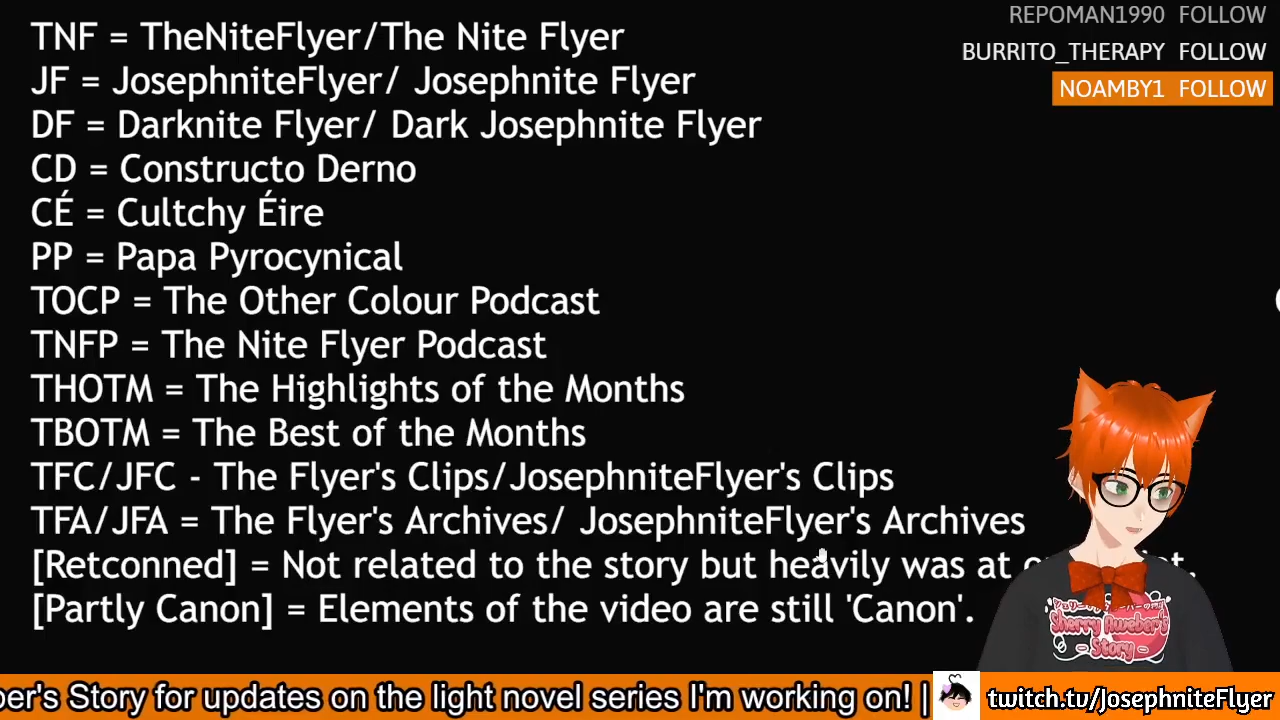 TNF = TheNiteFlyer/The Nite Flyer
JF = JosephniteFlyer/ Josephnite Flyer
DF = Darknite Flyer/ Dark Josephnite Flyer
CD = Constructo Derno
CÉ = Cultchy Éire
PP = Papa Pyrocynical
TOCP = The Other Colour Podcast
TNFP = The Nite Flyer Podcast
THOTM = The Highlights of the Months
TBOTM = The Best of the Months
TFC/JFC - The Flyer's Clips/JosephniteFlyer's Clips
TFA/JFA = The Flyer's Archives/ JosephniteFlyer's Archives
[Retconned] = Not related to the story but heavily was at
[Partly Canon] = Elements of the video are still 'Canon'.
REPOMAN1990 FOLLOW
BURRITO_THERAPY FOLLOW
NOAMBY1 FOLLOW
Sherry Aweber's
- Story -
Story for updates on the light novel series I'm working on! |
twitch.tv/JosephniteFlyer